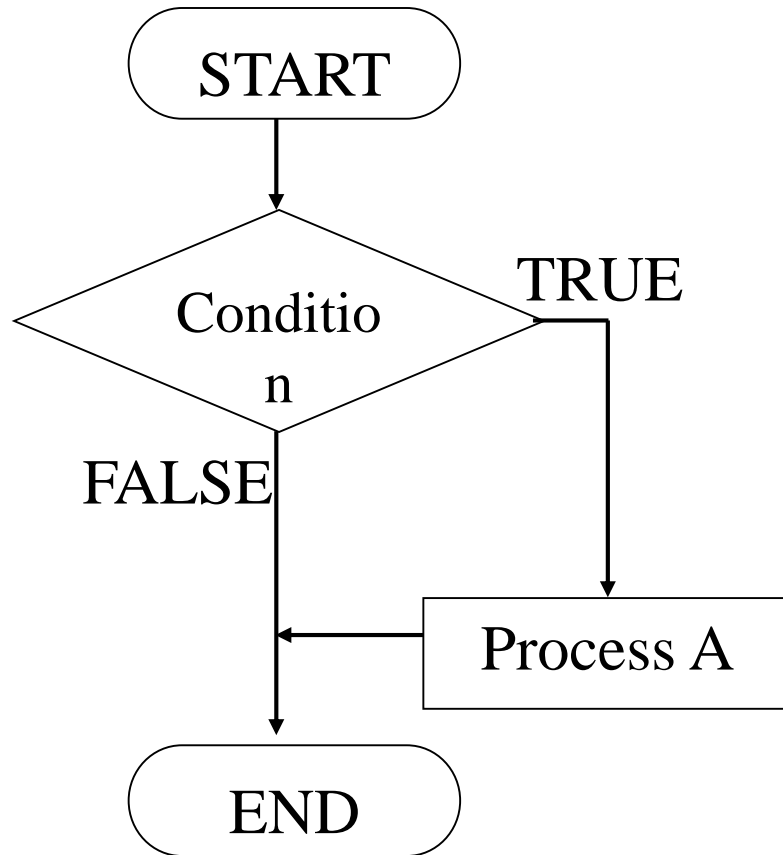 START
TRUE
Conditio
n
FALSE
Process A
END